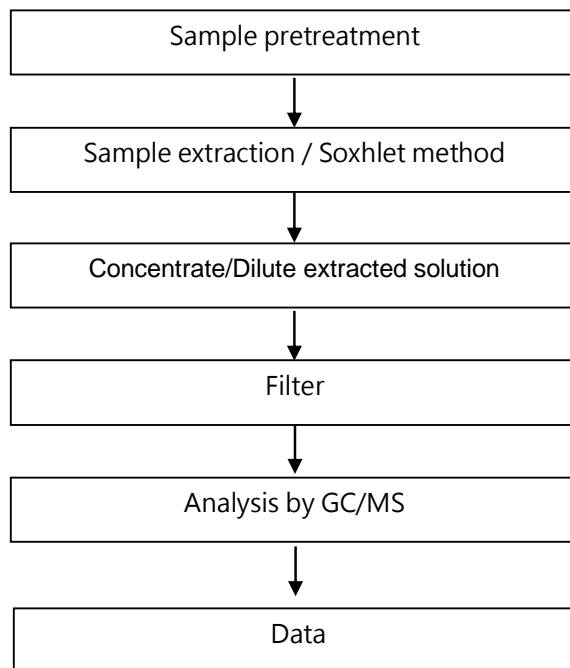 Sample pretreatment
Sample extraction / Soxhlet method
Concentrate/Dilute extracted solution
Filter
Analysis by GC/MS
Data